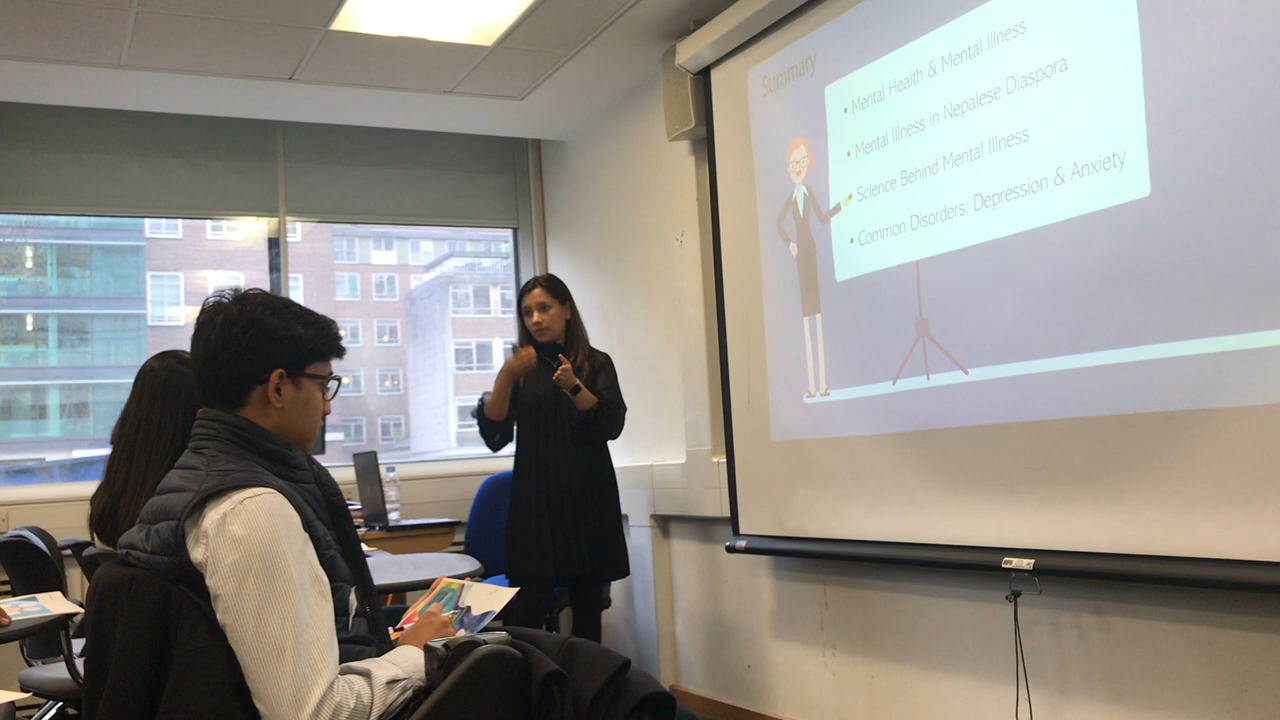 Summary
• Mental Health & Mental Illness
• Mental Illness in Nepalese Diaspora
• Science Behind Mental Illness
• Common Disorders: Depression & Anxiety